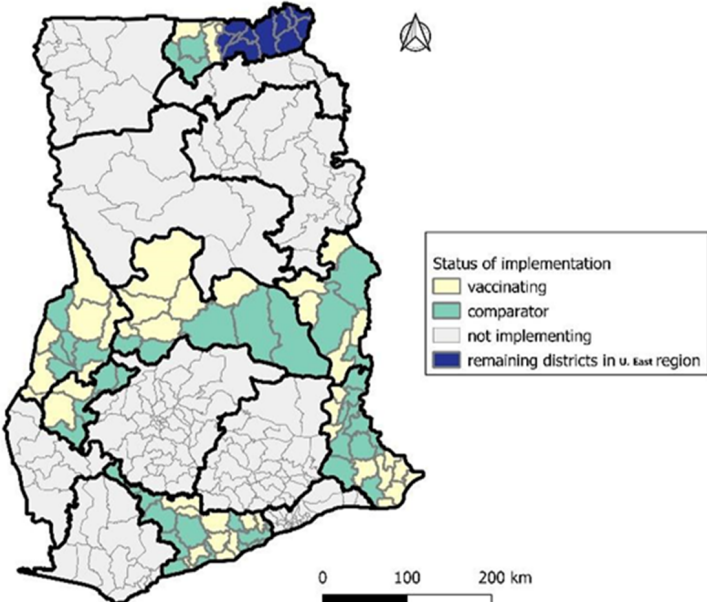 Status of implementation
vaccinating
comparator
not implementing
remaining districts in U. East region
0 100 200 km